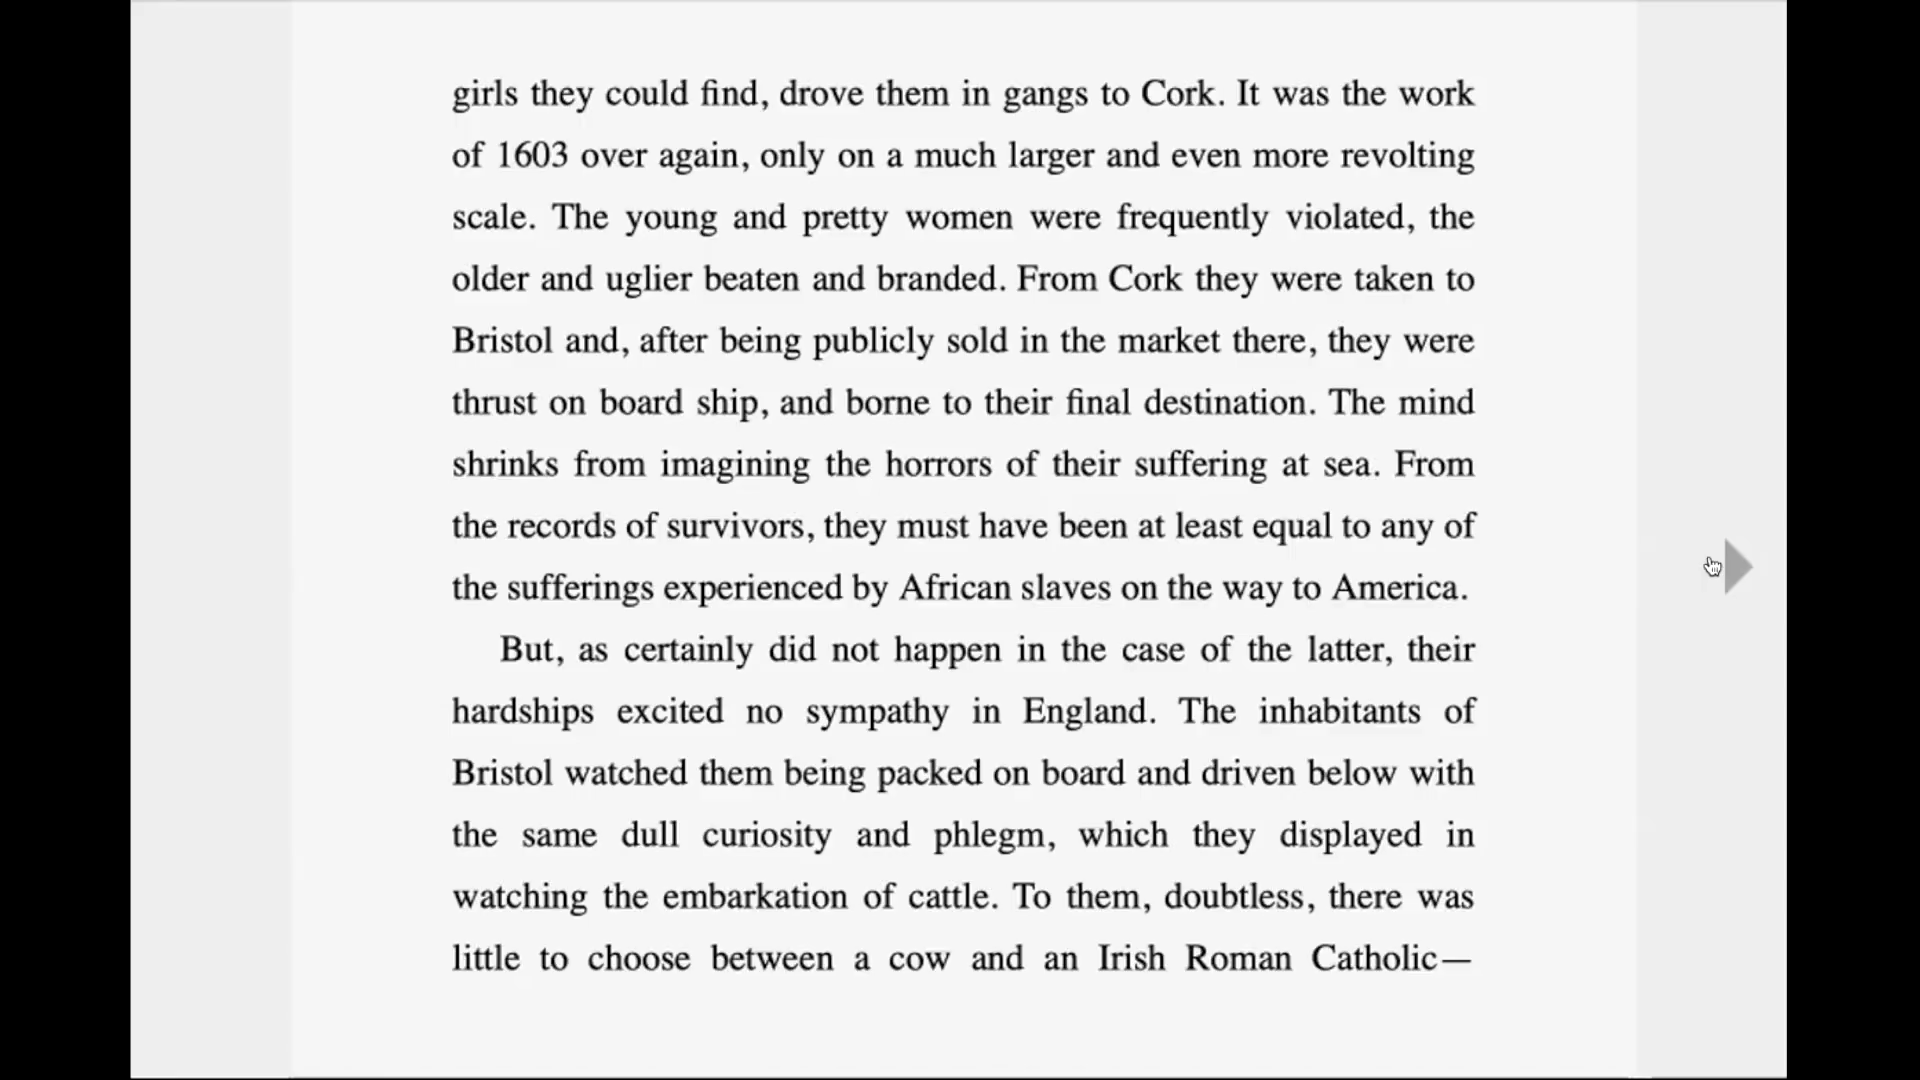 girls they could find, drove them in gangs to Cork. It was the work
of 1603 over again, only on a much larger and even more revolting
scale. The young and pretty women were frequently violated, the
older and uglier beaten and branded. From Cork they were taken to
Bristol and, after being publicly sold in the market there, they were
thrust on board ship, and borne to their final destination. The mind
shrinks from imagining the horrors of their suffering at sea. From
the records of survivors, they must have been at least equal to any of
the sufferings experienced by African slaves on the way to America.
But, as certainly did not happen in the case of the latter, their
hardships excited no sympathy in England. The inhabitants of
Bristol watched them being packed on board and driven below with
the same dull curiosity and phlegm, which they displayed in
watching the embarkation of cattle. To them, doubtless, there was
little to choose between a cow and an Irish Roman Catholic—